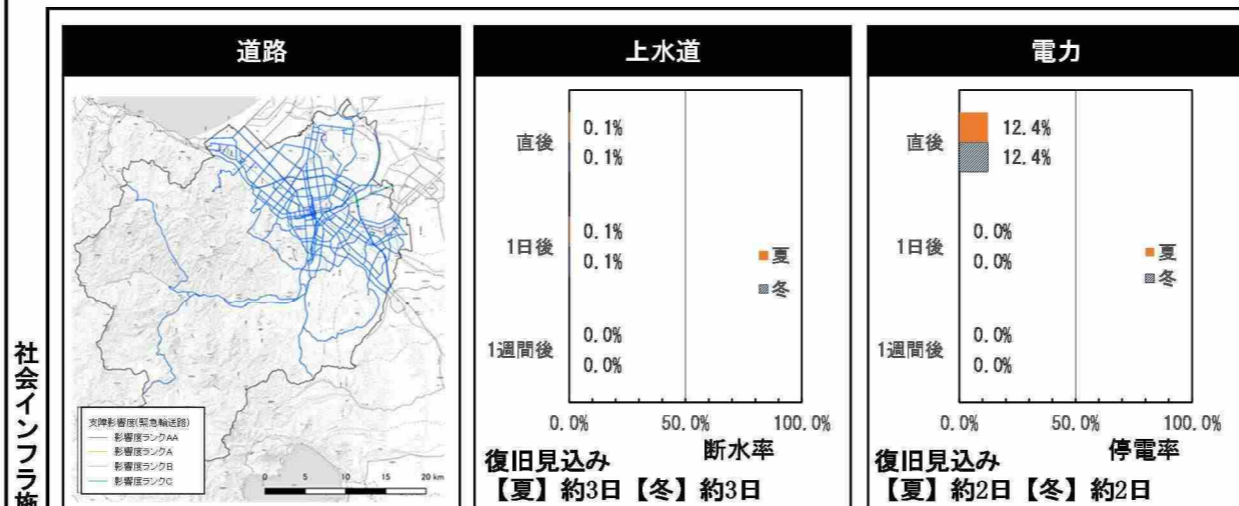 社会インフラ施
道路
支障影響度(緊急輸送路)
影響度ランクAA
影響度ランクA
影響度ランクB
影響度ランクC
0 5 10 15 20 km
上水道
直後
0.1%
0.1%
1日後
0.1%
0.1%
1週間後
0.0%
0.0%
夏
冬
0.0% 50.0% 100.0%
断水率
復旧見込み
【夏】約3日【冬】約3日
電力
直後
12.4%
12.4%
1日後
0.0%
0.0%
1週間後
0.0%
0.0%
夏
冬
0.0% 50.0% 100.0%
停電率
復旧見込み
【夏】約2日【冬】約2日